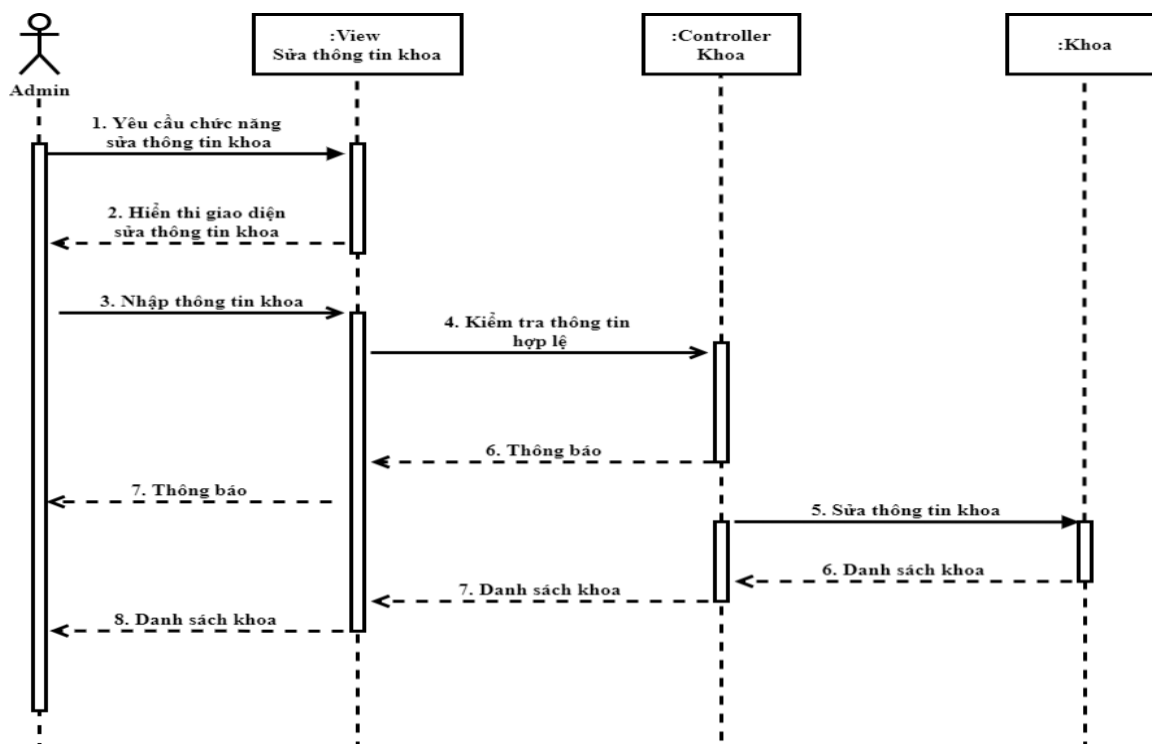 :View
Sửa thông tin khoa
:Controller
Khoa
:Khoa
Admin
1. Yêu cầu chức năng
sửa thông tin khoa
2. Hiển thi giao diện
sửa thông tin khoa
3. Nhập thông tin khoa
4. Kiểm tra thông tin
hợp lệ
6. Thông báo
7. Thông báo
5. Sửa thông tin khoa
6. Danh sách khoa
7. Danh sách khoa
8. Danh sách khoa